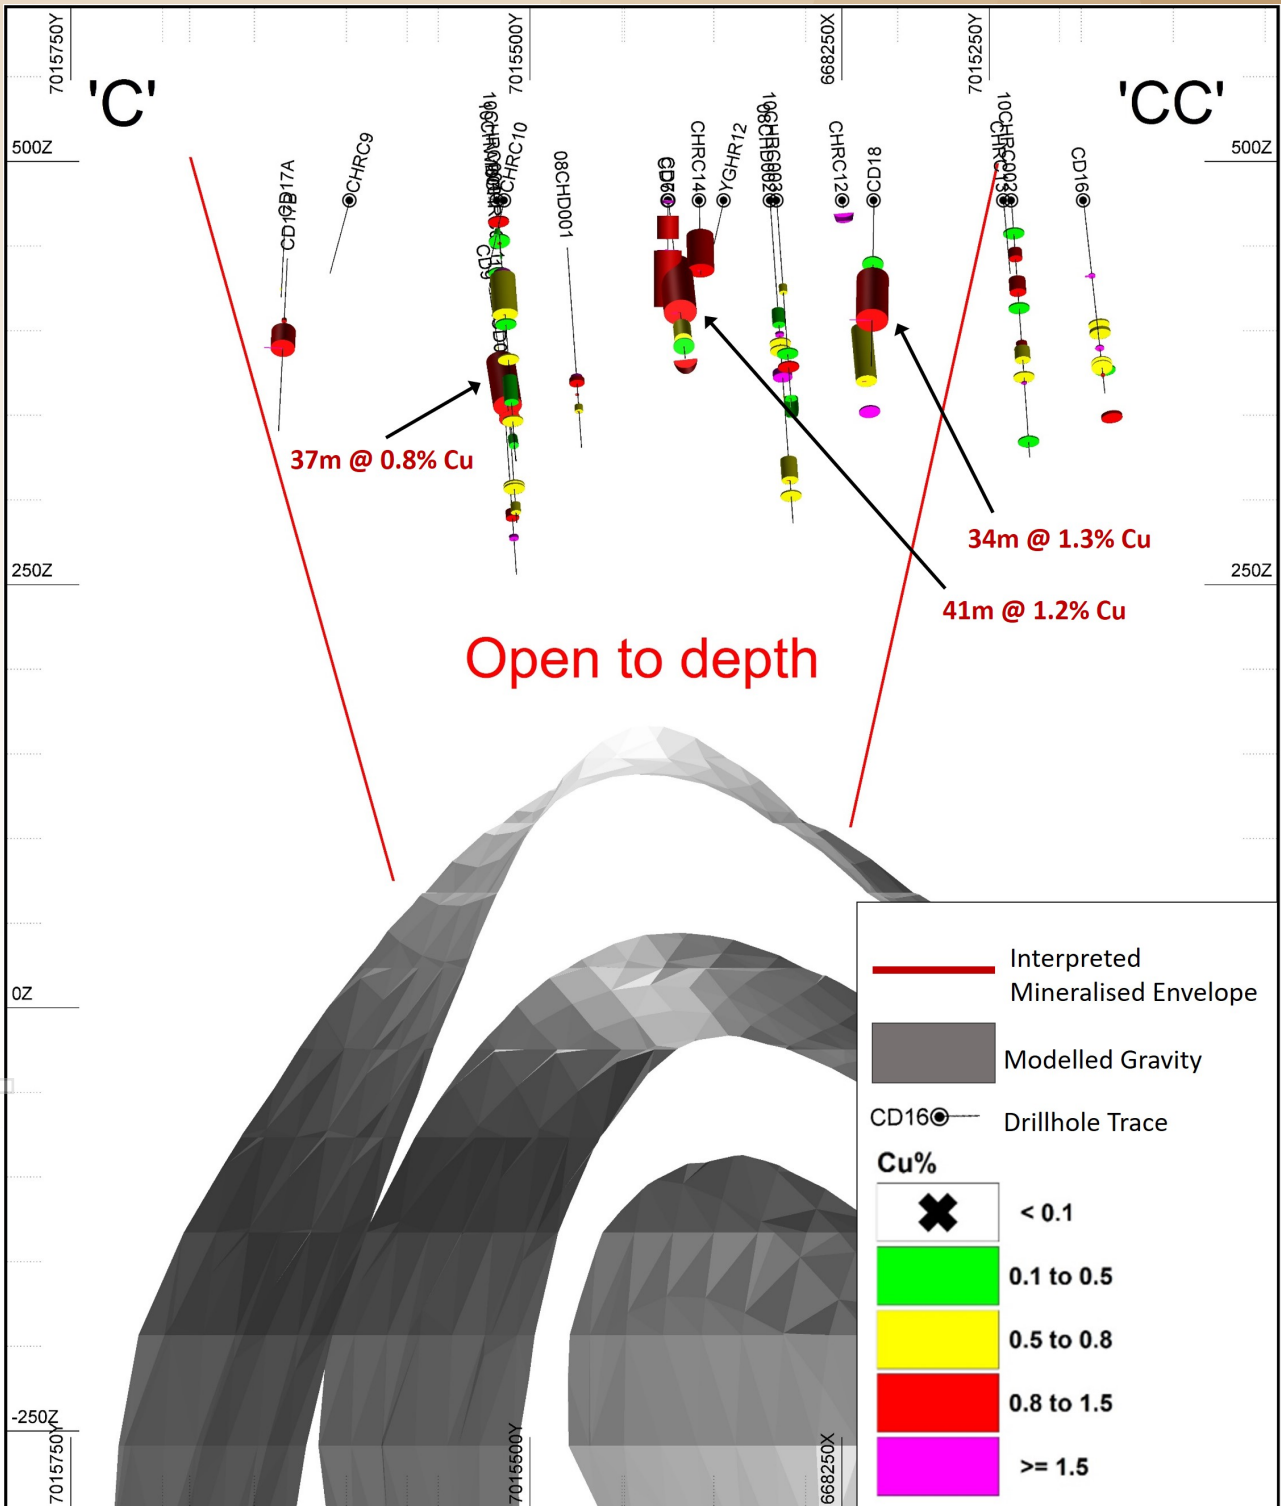 7015750Y
7015500Y
668250X
7015250Y
'C'
'CC'
500Z
500Z
CD17A
CD17B
CHRC9
CHRC10
CD9
08CHD001
CHRC14
YGHR12
CHRC12
CD18
CHRC13
CD16
37m @ 0.8% Cu
34m @ 1.3% Cu
250Z
250Z
41m @ 1.2% Cu
Open to depth
0Z
Interpreted
Mineralised Envelope
Modelled Gravity
CD16
Drillhole Trace
Cu%
< 0.1
0.1 to 0.5
0.5 to 0.8
0.8 to 1.5
>= 1.5
-250Z
7015750Y
7015500Y
668250X